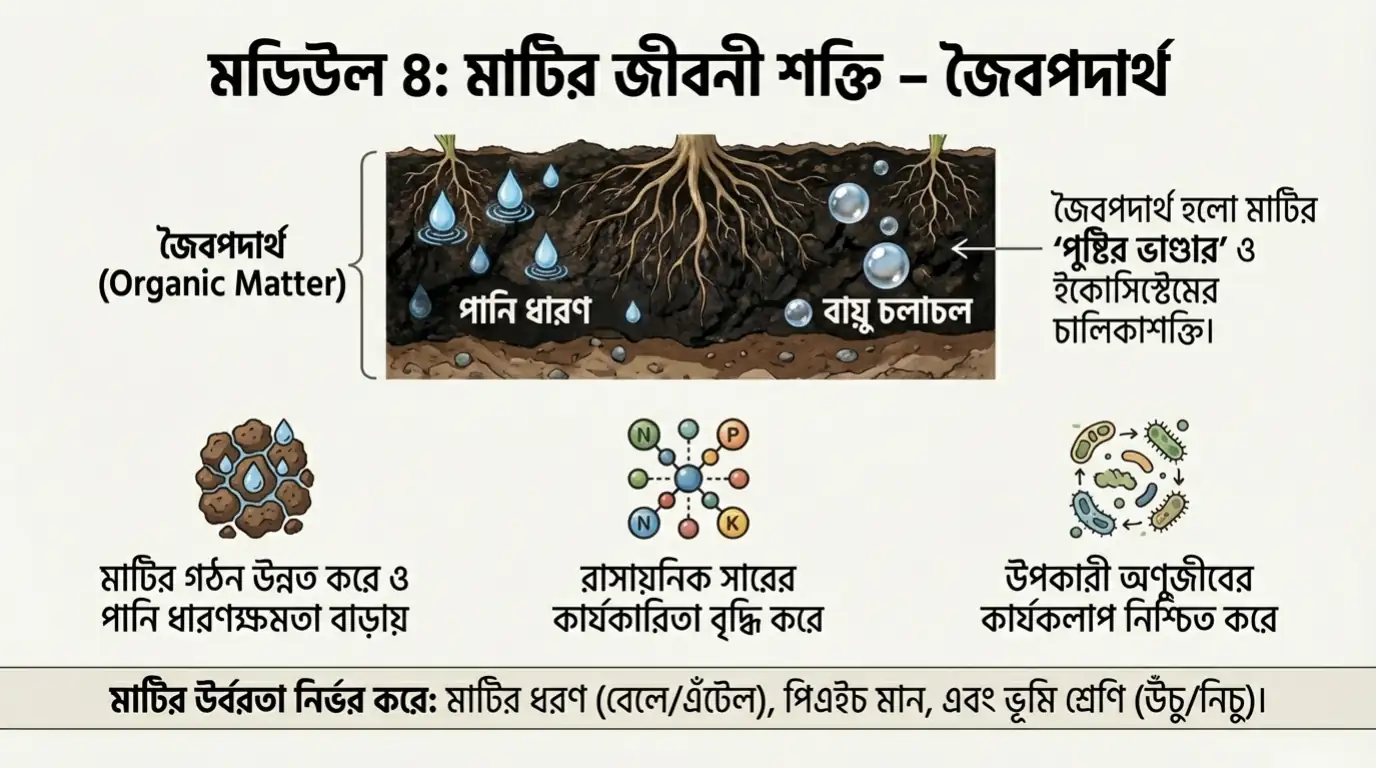 মডিউল ৪: মাটির জীবনী শক্তি – জৈবপদার্থ
জৈবপদার্থ
(Organic Matter)
পানি ধারণ
বায়ু চলাচল
জৈবপদার্থ হলো মাটির
‘পুষ্টির ভাণ্ডার’ ও
ইকোসিস্টেমের
চালিকাশক্তি।
N
P
N
K
মাটির গঠন উন্নত করে ও
পানি ধারণক্ষমতা বাড়ায়
রাসায়নিক সারের
কার্যকারিতা বৃদ্ধি করে
উপকারী অণুজীবের
কার্যকলাপ নিশ্চিত করে
মাটির উর্বরতা নির্ভর করে: মাটির ধরণ (বেলে/এঁটেল), পিএইচ মান, এবং ভূমি শ্রেণি (উঁচু/নিচু)।